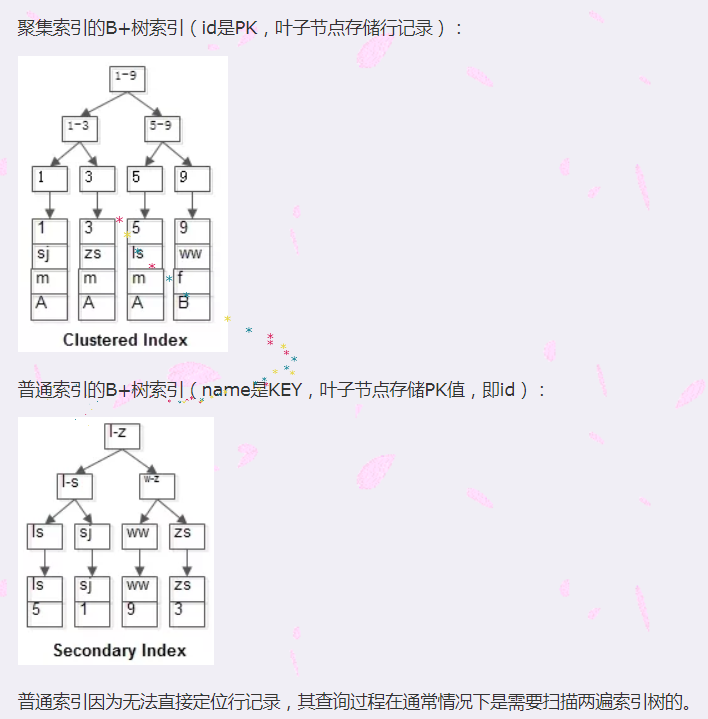 聚集索引的B+树索引（id是PK，叶子节点存储行记录）：
1-9
1-3 5-9
1 3 5 9
1 3 5 9
sj zs ls ww
m m m f
A A A B
Clustered Index
普通索引的B+树索引（name是KEY，叶子节点存储PK值，即id）：
l-z
l-s w-z
ls sj ww zs
ls sj ww zs
5 1 9 3
Secondary Index
普通索引因为无法直接定位行记录，其查询过程在通常情况下是需要扫描两遍索引树的。